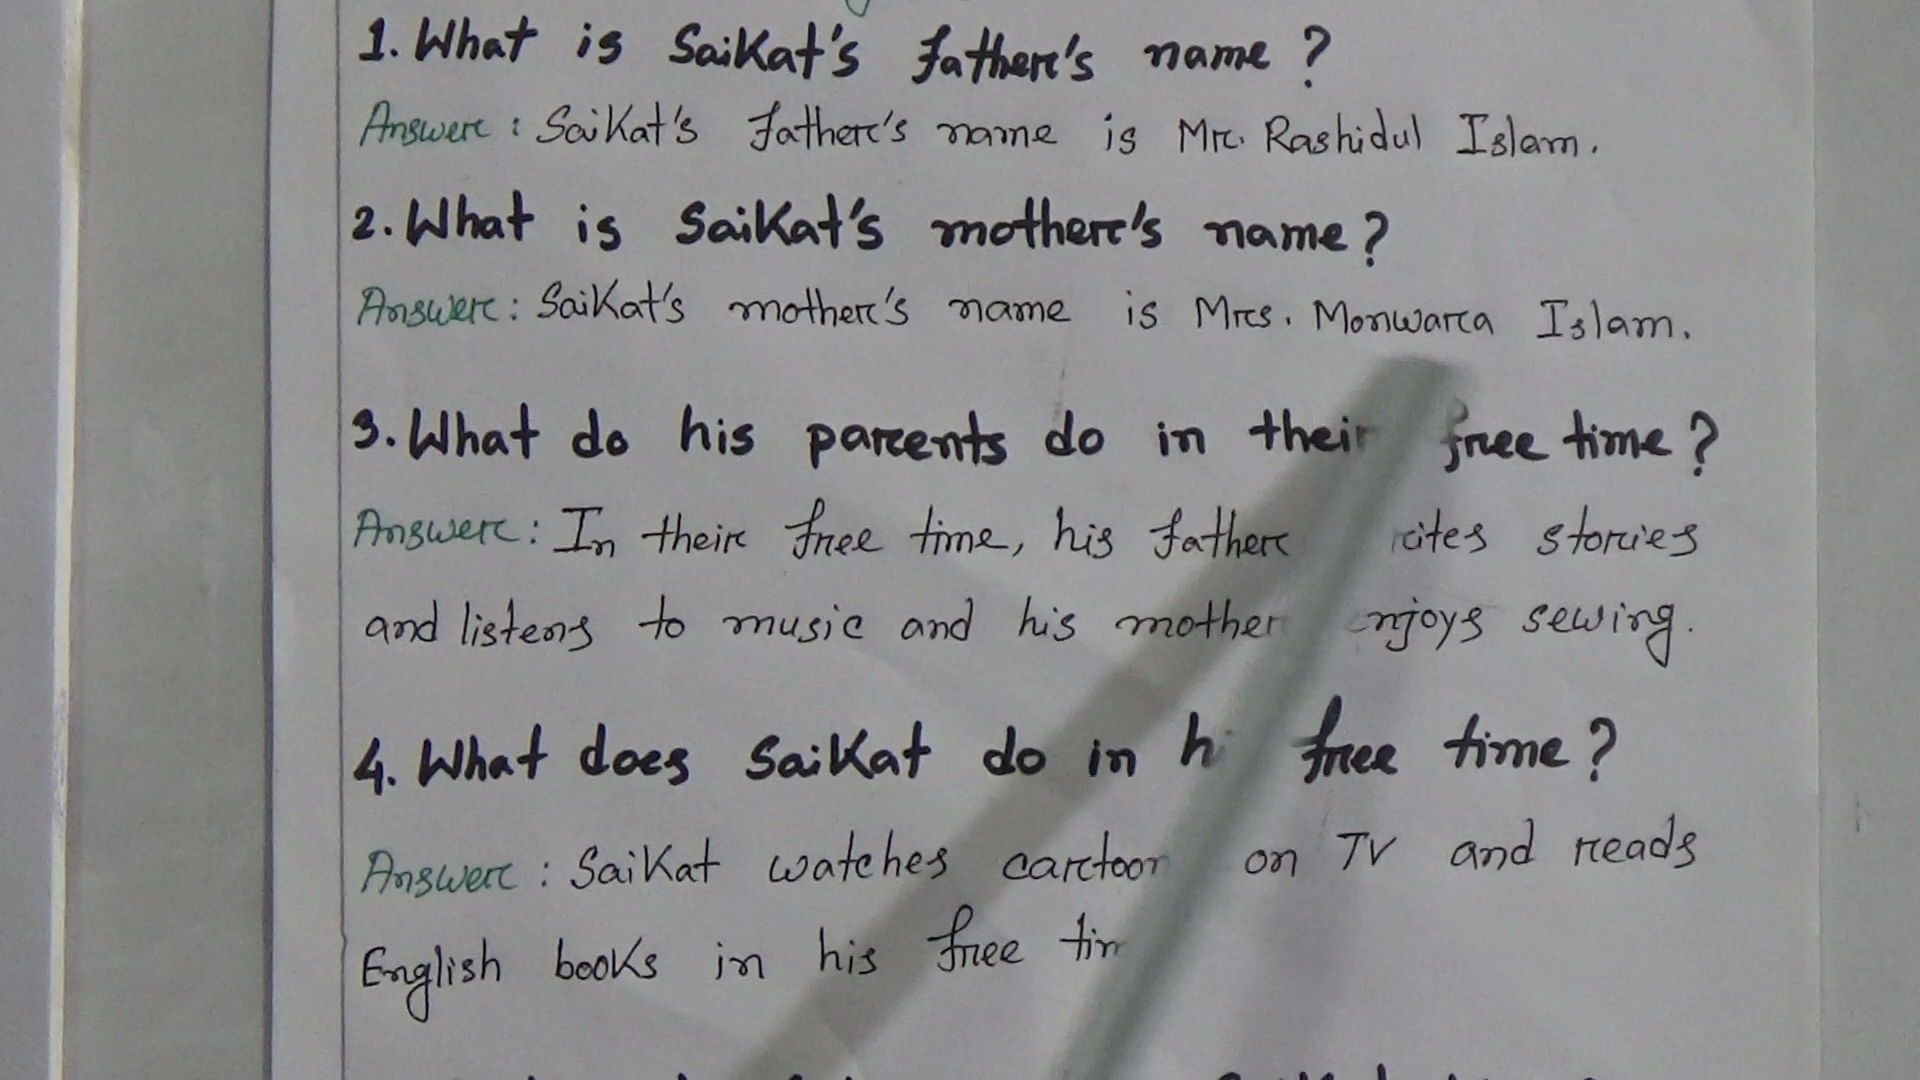 1. What is Saikat's father's name?
Answer: Saikat's father's name is Mr. Rashidul Islam.
2. What is Saikat's mother's name?
Answer: Saikat's mother's name is Mrs. Monwara Islam.
3. What do his parents do in their free time?
Answer: In their free time, his father stories
and listens to music and his mother enjoys sewing.
4. What does Saikat do in free time?
Answer: Saikat watches cartoon on TV and reads
English books in his free